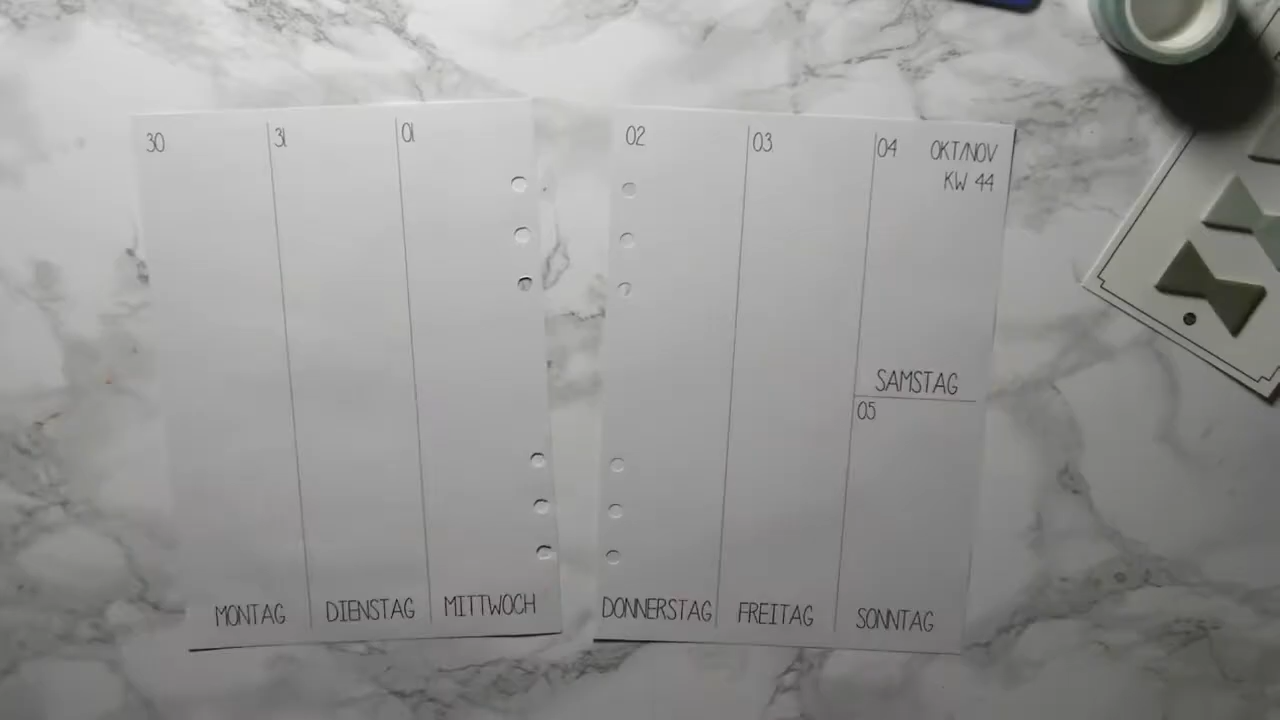 30
31
01
MONTAG
DIENSTAG
MITTWOCH
02
03
04
OKT/NOV
KW 44
SAMSTAG
05
DONNERSTAG
FREITAG
SONNTAG